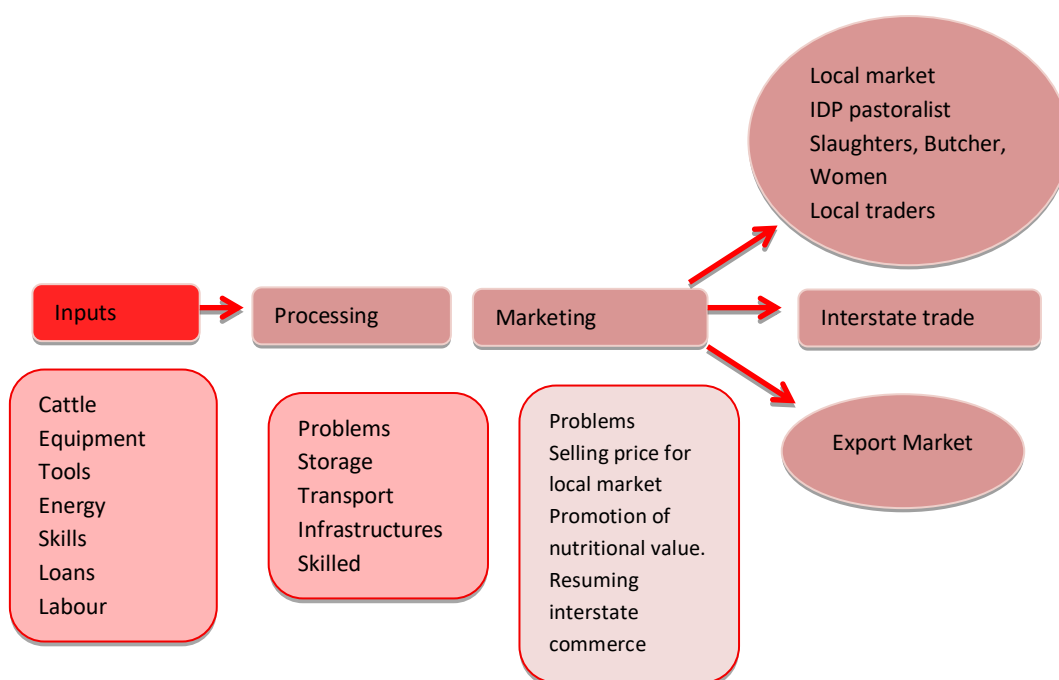 Local market
IDP pastoralist
Slaughters, Butcher,
Women
Local traders
Inputs
Processing
Marketing
Interstate trade
Cattle
Equipment
Tools
Energy
Skills
Loans
Labour
Problems
Storage
Transport
Infrastructures
Skilled
Problems
Selling price for
local market
Promotion of
nutritional value.
Resuming
interstate
commerce
Export Market